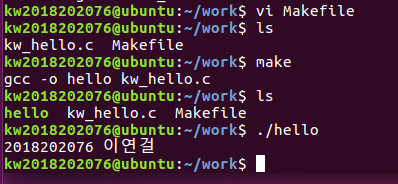 kw2018202076@ubuntu:~/work$ vi Makefile
kw2018202076@ubuntu:~/work$ ls
kw_hello.c  Makefile
kw2018202076@ubuntu:~/work$ make
gcc -o hello kw_hello.c
kw2018202076@ubuntu:~/work$ ls
hello  kw_hello.c  Makefile
kw2018202076@ubuntu:~/work$ ./hello
2018202076 이연걸
kw2018202076@ubuntu:~/work$